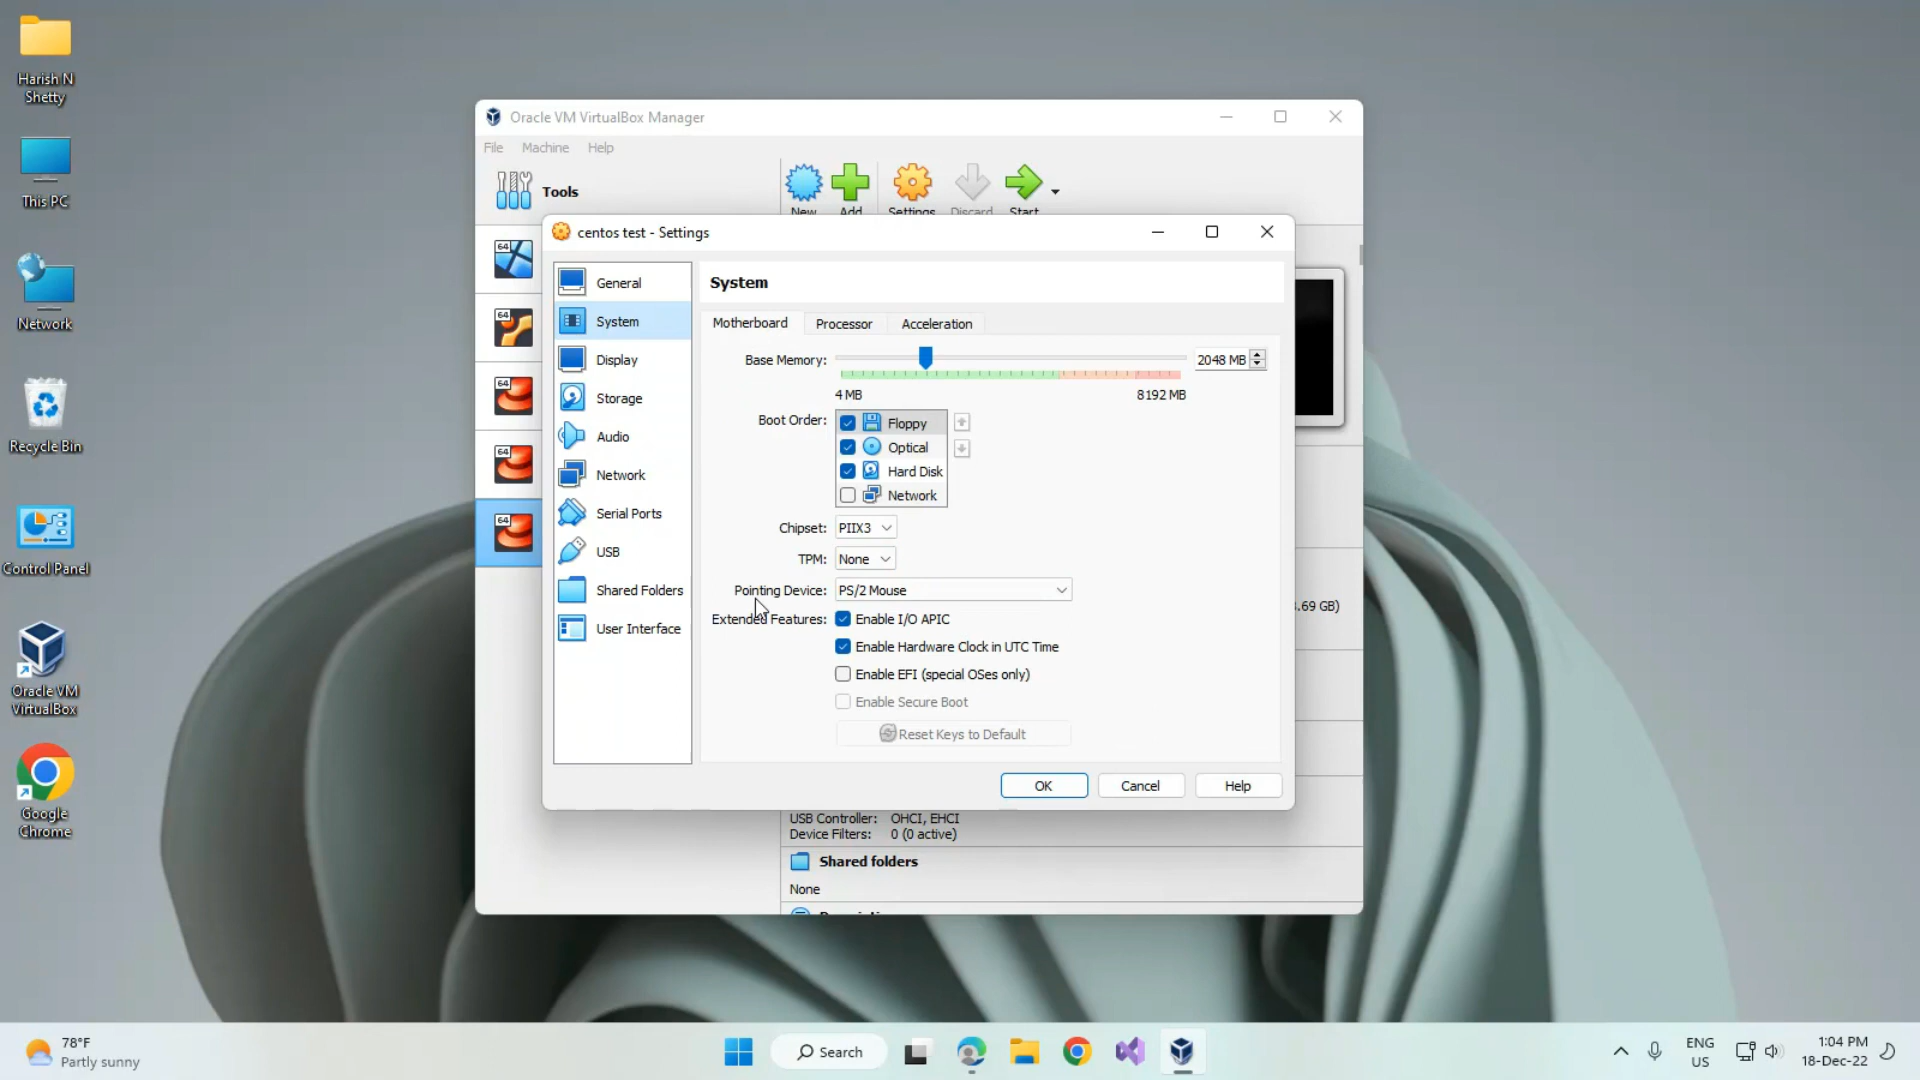 Harish N
Shetty
This PC
Network
Recycle Bin
Control Panel
Oracle VM
VirtualBox
Google
Chrome
Oracle VM VirtualBox Manager
File Machine Help
Tools
New Add Settings Discard Start
64
64
64
64
64
centos test - Settings
General
System
Display
Storage
Audio
Network
Serial Ports
USB
Shared Folders
User Interface
System
Motherboard Processor Acceleration
Base Memory: 2048 MB
4 MB 8192 MB
Boot Order: Floppy
Optical
Hard Disk
Network
Chipset: PIIX3
TPM: None
Pointing Device: PS/2 Mouse
Extended Features: Enable I/O APIC
Enable Hardware Clock in UTC Time
Enable EFI (special OSes only)
Enable Secure Boot
Reset Keys to Default
OK Cancel Help
.69 GB)
USB Controller: OHCI, EHCI
Device Filters: 0 (0 active)
Shared folders
None
78°F
Partly sunny
Search
ENG
US
1:04 PM
18-Dec-22